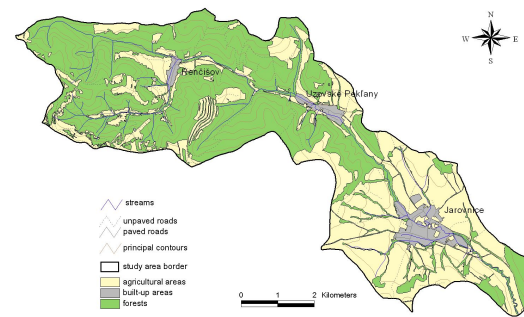 N
W E
S
Renčišov
Uzovské Pekľany
Jarovnice
streams
unpaved roads
paved roads
principal contours
study area border
agricultural areas
built-up areas
forests
0 1 2 Kilometers